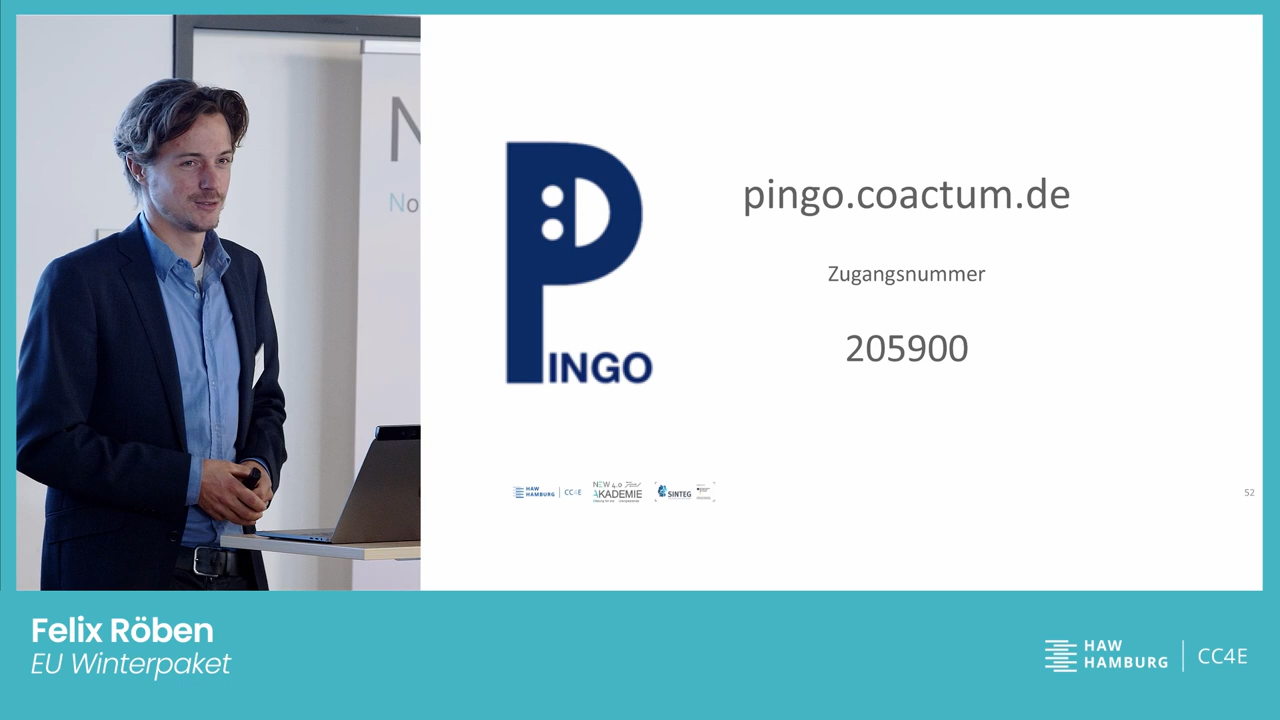 N
No
PINGO
pingo.coactum.de
Zugangsnummer
205900
HAW
HAMBURG
CC4E
NEW 4.0
AKADEMIE
SINTEG
52
Felix Röben
EU Winterpaket
HAW
HAMBURG
CC4E